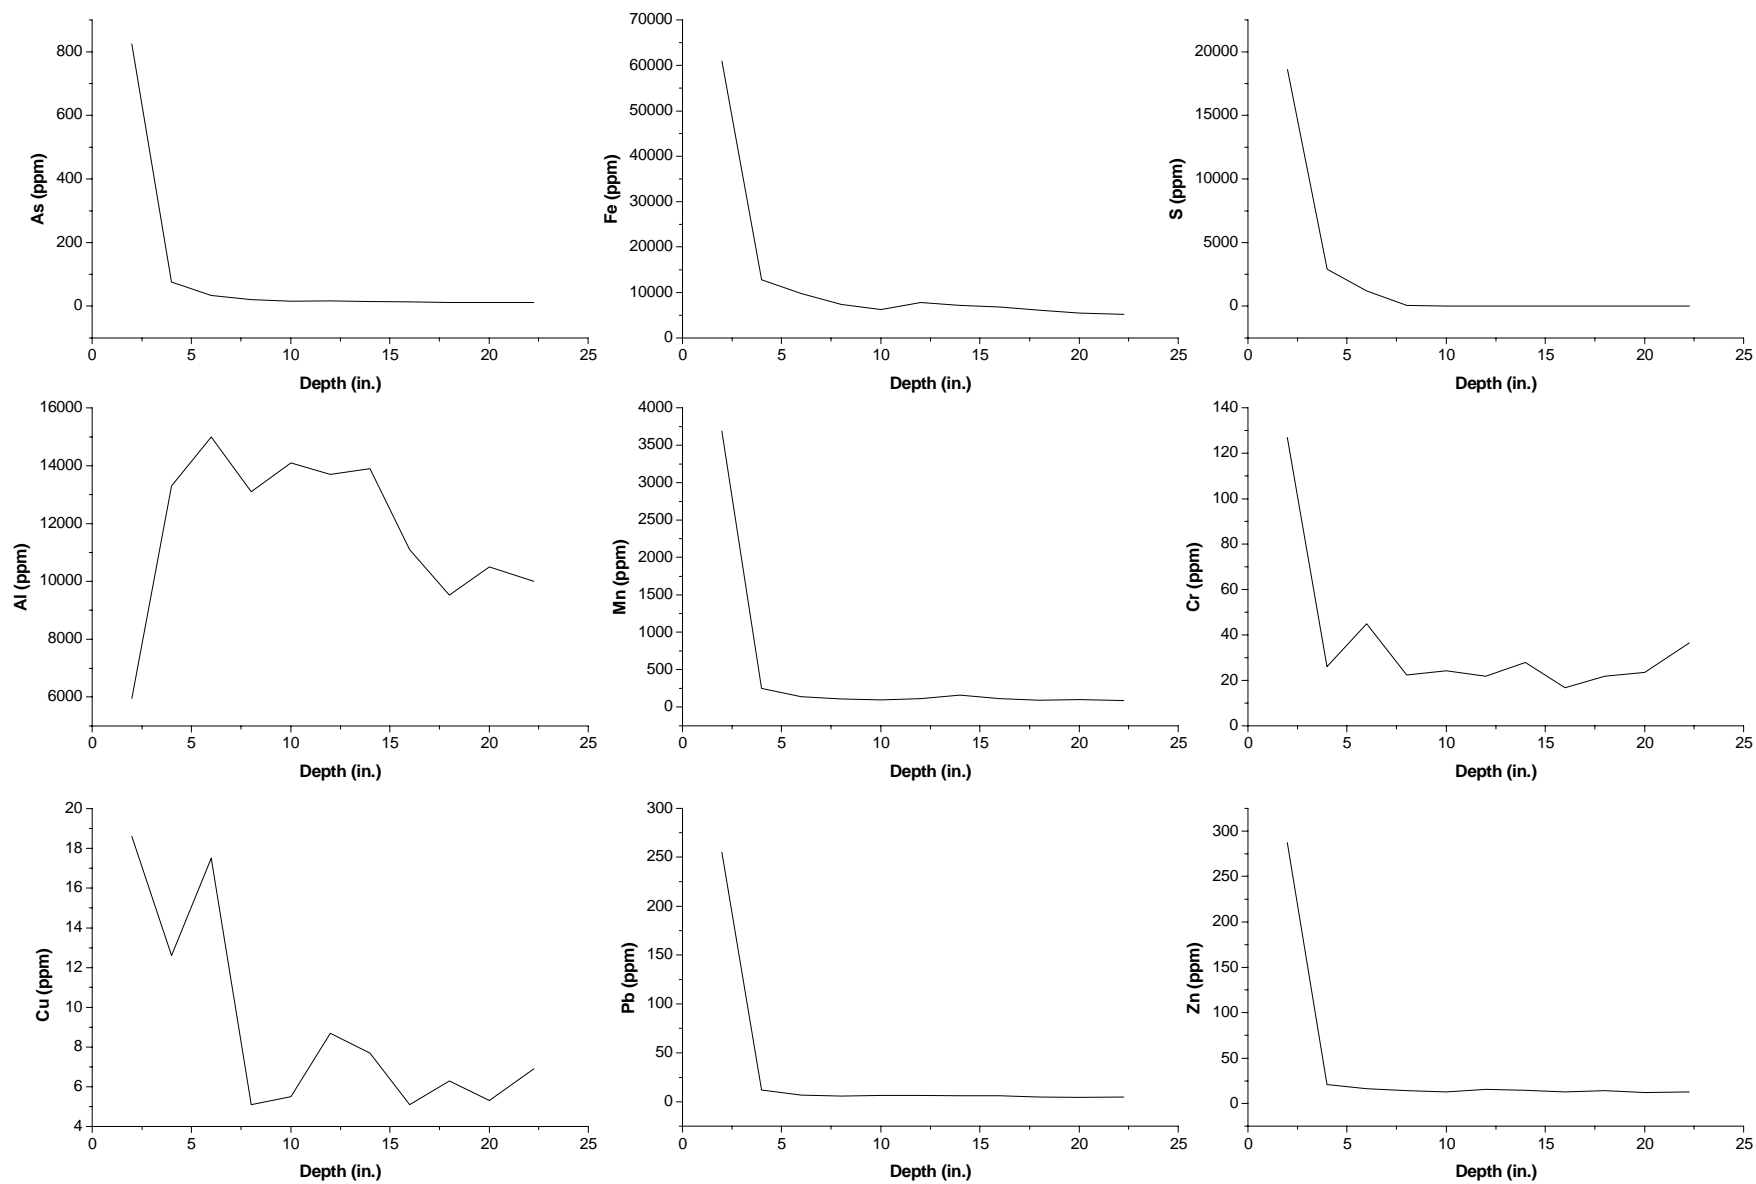 800
600
400
200
0
As (ppm)
0 5 10 15 20 25
Depth (in.)
70000
60000
50000
40000
30000
20000
10000
0
Fe (ppm)
0 5 10 15 20 25
Depth (in.)
20000
15000
10000
5000
0
S (ppm)
0 5 10 15 20 25
Depth (in.)
16000
14000
12000
10000
8000
6000
Al (ppm)
0 5 10 15 20 25
Depth (in.)
4000
3500
3000
2500
2000
1500
1000
500
0
Mn (ppm)
0 5 10 15 20 25
Depth (in.)
140
120
100
80
60
40
20
0
Cr (ppm)
0 5 10 15 20 25
Depth (in.)
20
18
16
14
12
10
8
6
4
Cu (ppm)
0 5 10 15 20 25
Depth (in.)
300
250
200
150
100
50
0
Pb (ppm)
0 5 10 15 20 25
Depth (in.)
300
250
200
150
100
50
0
Zn (ppm)
0 5 10 15 20 25
Depth (in.)